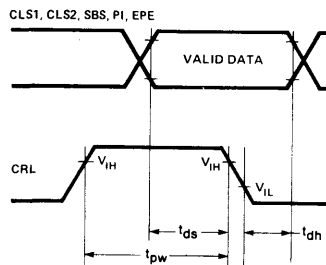 CLS1, CLS2, SBS, PI, EPE
VALID DATA
CRL
VIH
VIH
VIL
tds
tdh
tpw